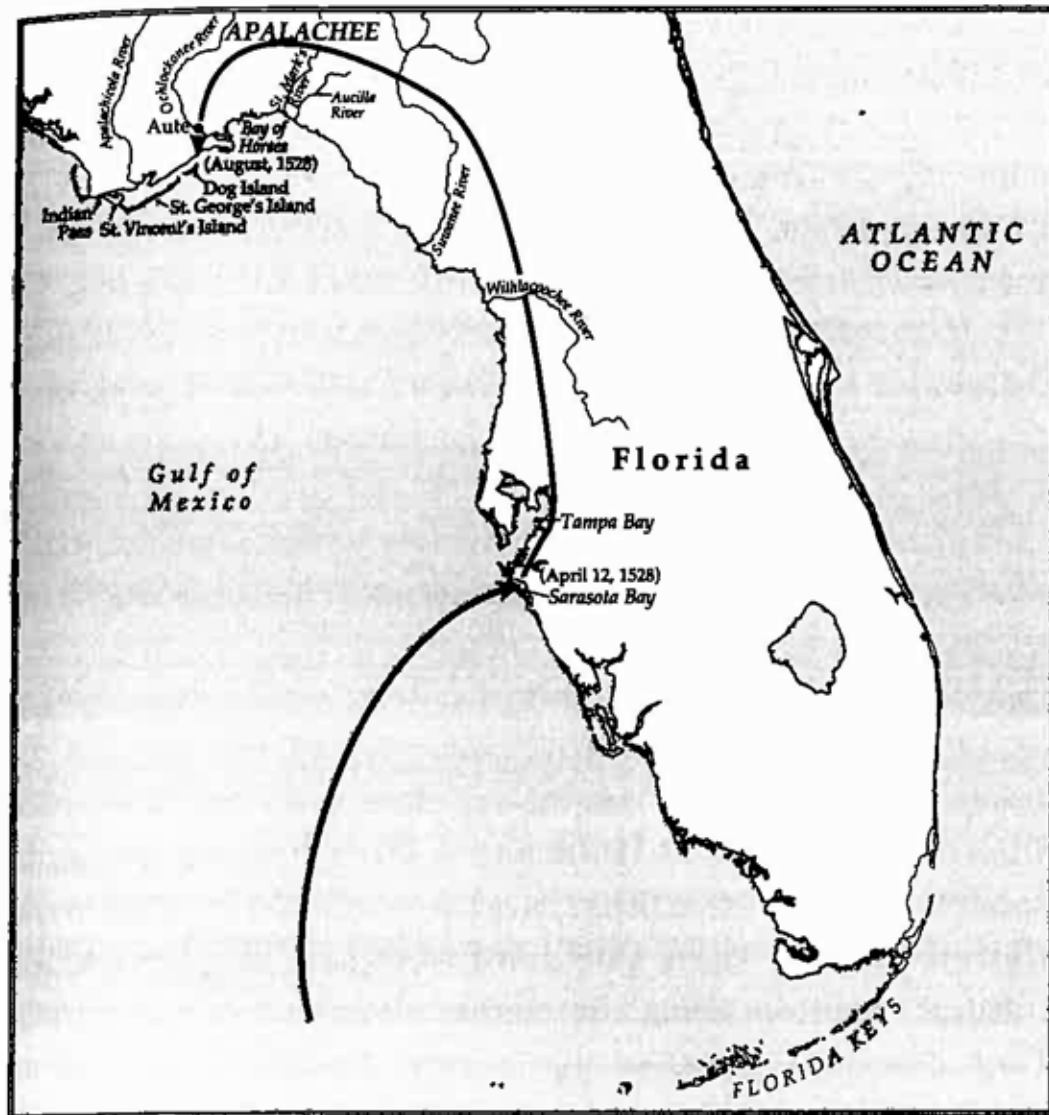 APALACHEE
Apalachicola River
Ochlockonee River
St. Mark's
River
Aucilla
River
Aute
Bay of
Horses
(August, 1528)
Dog Island
St. George's Island
Indian
Pass
St. Vincent's Island
Suwannee River
ATLANTIC
OCEAN
Withlacoochee River
Florida
Gulf of
Mexico
Tampa Bay
(April 12, 1528)
Sarasota Bay
FLORIDA KEYS